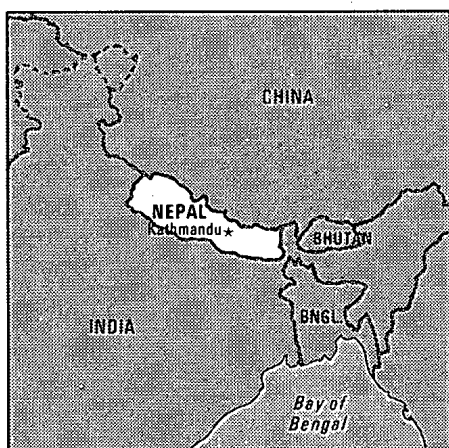 CHINA
NEPAL
Kathmandu
BHUTAN
INDIA
BNGL.
Bay of
Bengal